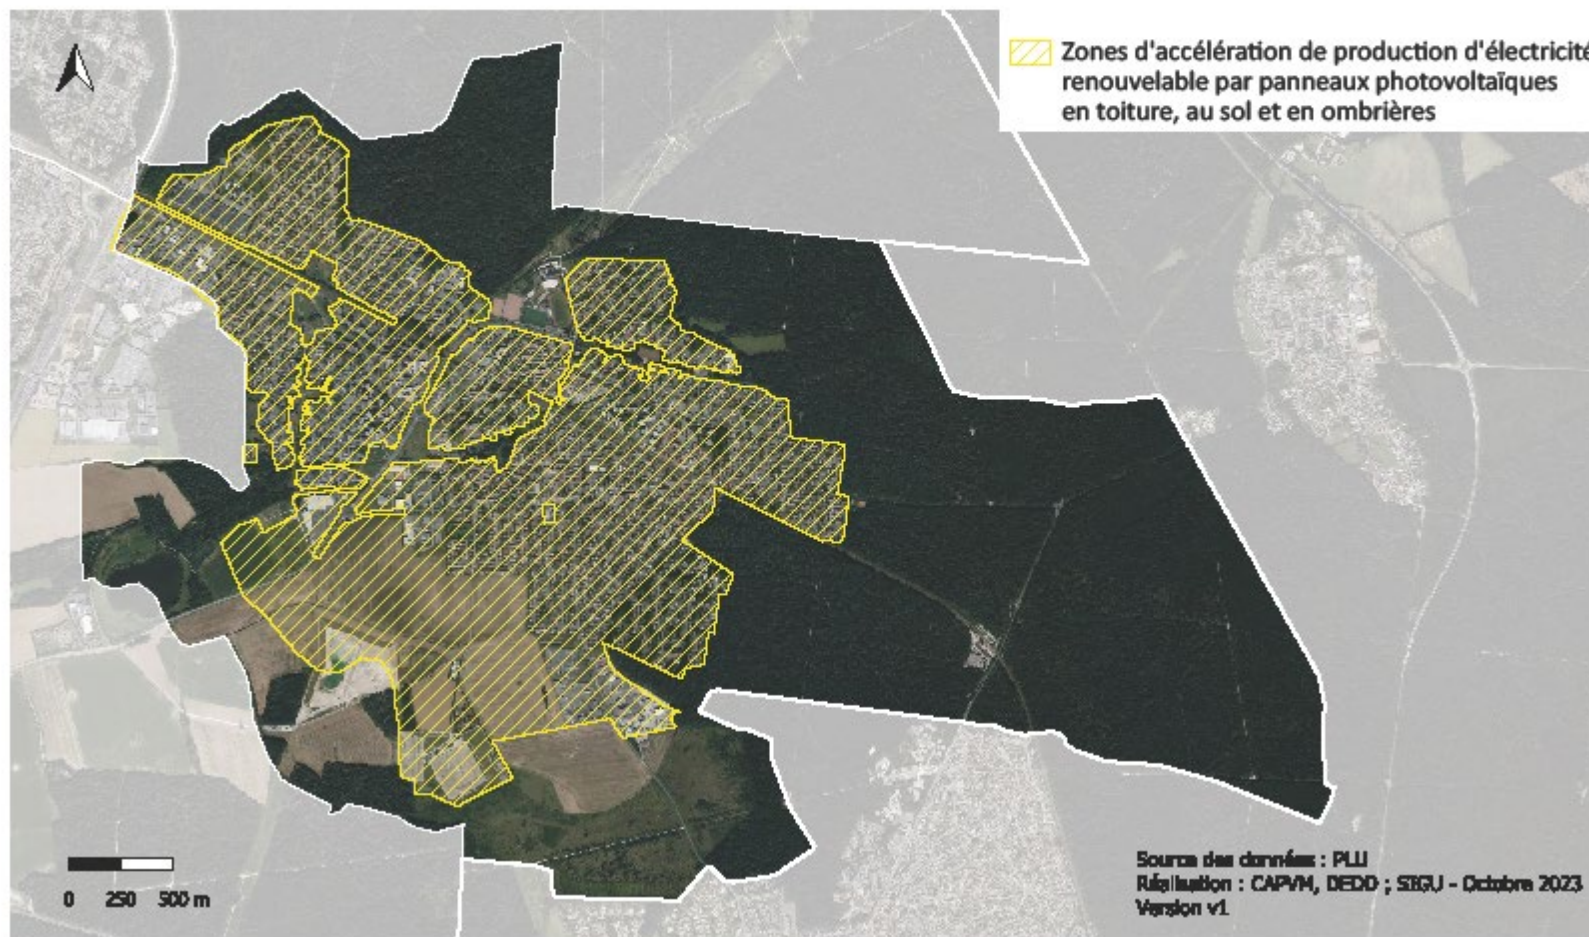 Zones d'accélération de production d'électricité
renouvelable par panneaux photovoltaïques
en toiture, au sol et en ombrières
Source des données : PLU
Réalisation : CAPVM, DEDD ; SIGU - Octobre 2023
Version v1
0 250 500 m